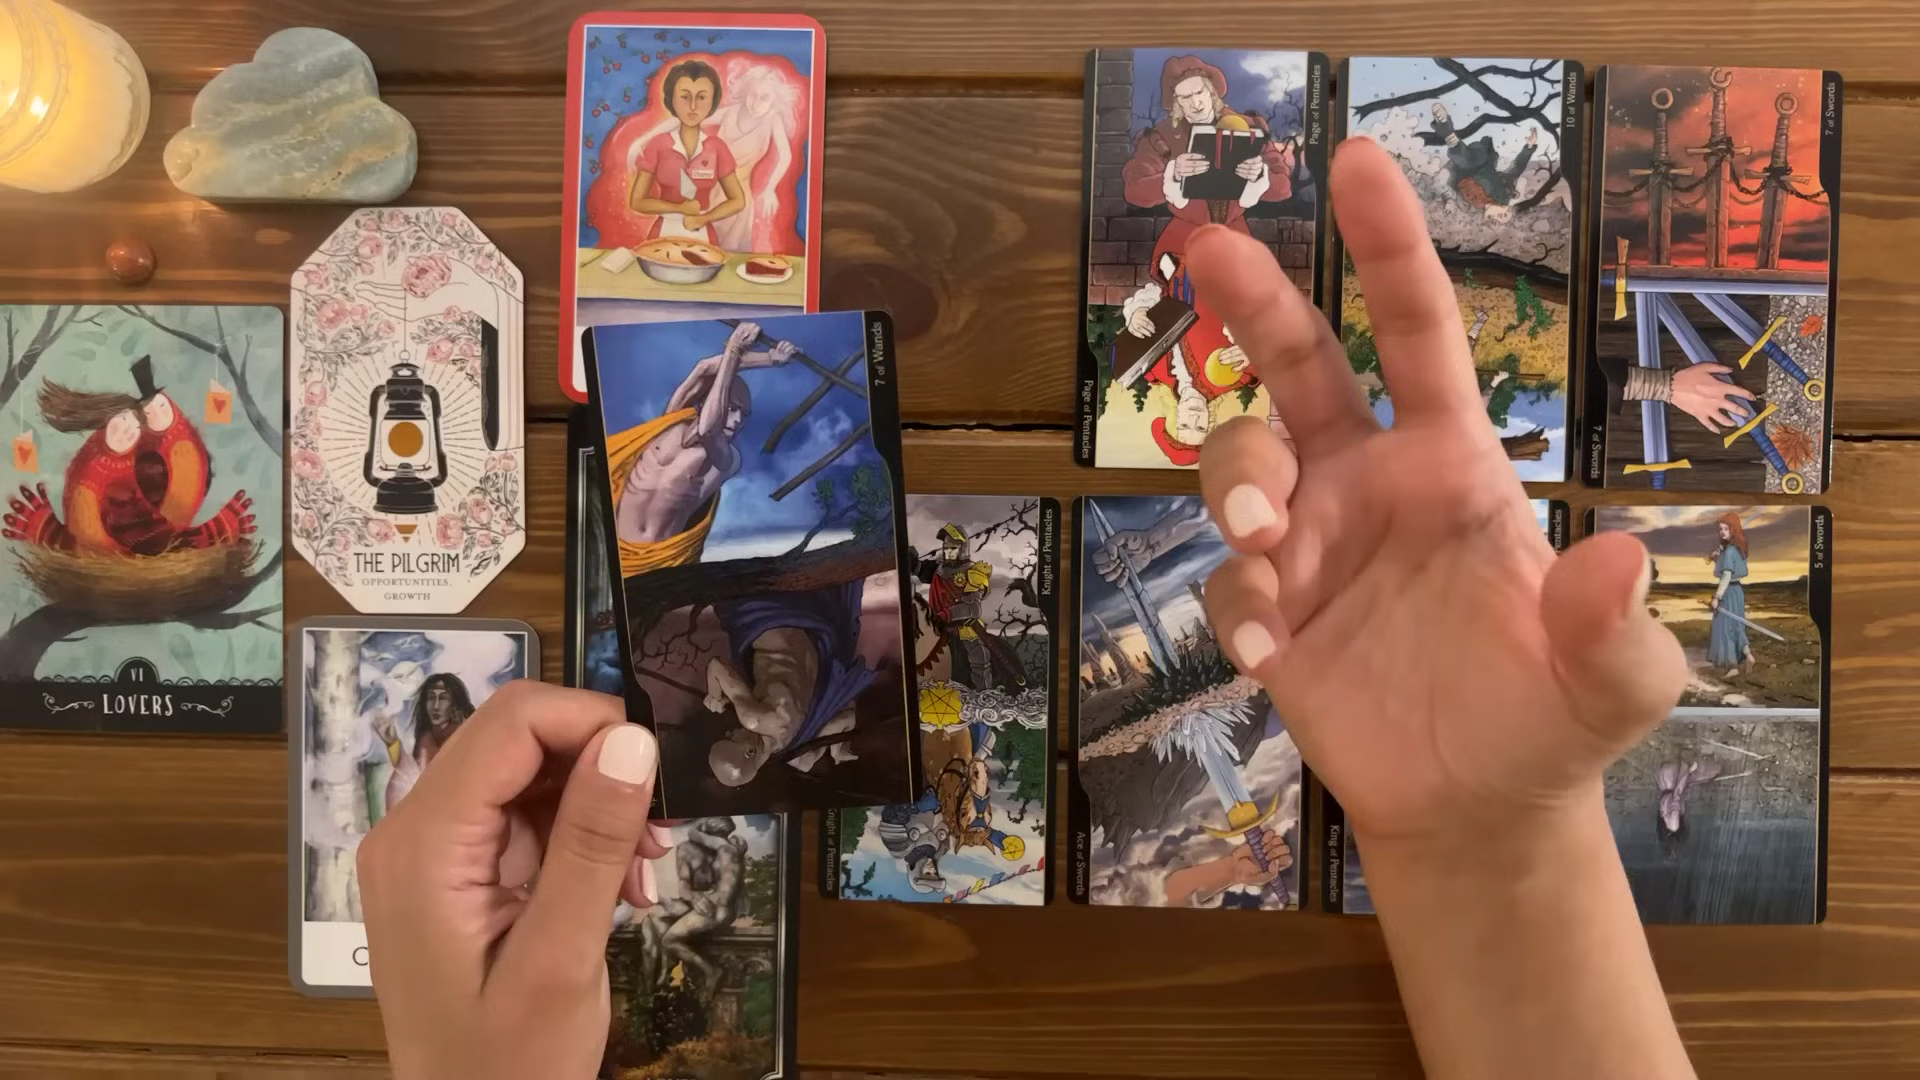 VI
LOVERS
THE PILGRIM
OPPORTUNITIES,
GROWTH
C
7 of Wands
Page of Pentacles
Page of Pentacles
10 of Wands
7 of Swords
7 of Swords
Knight of Pentacles
Knight of Pentacles
Ace of Swords
King of Pentacles
5 of Swords